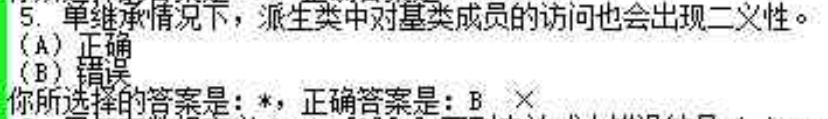 5. 单继承情况下，派生类中对基类成员的访问也会出现二义性。
(A) 正确
(B) 错误
你所选择的答案是: *，正确答案是: B ×